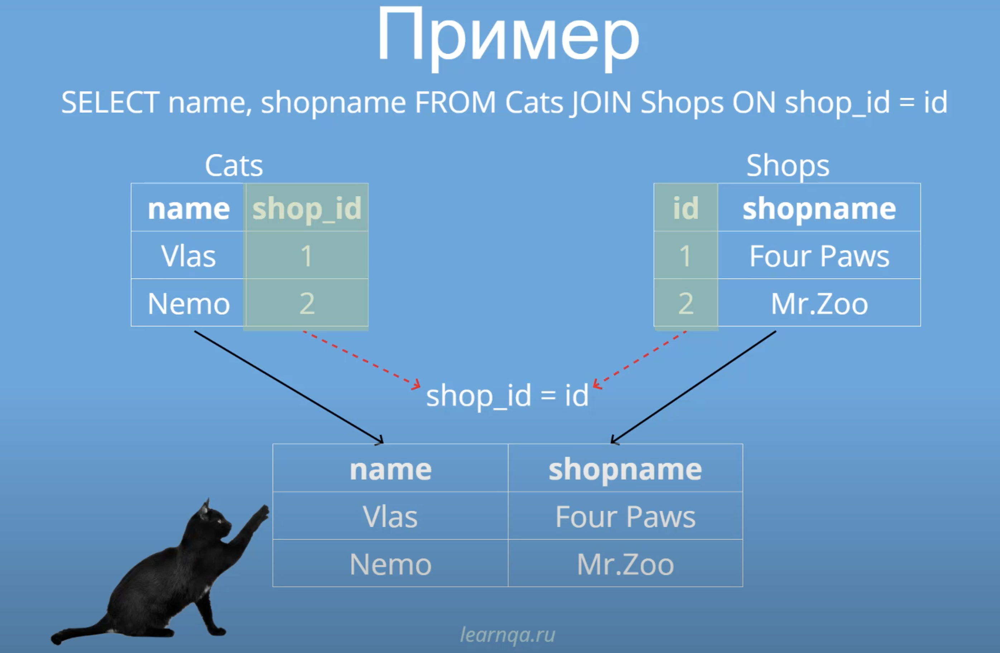 Пример
SELECT name, shopname FROM Cats JOIN Shops ON shop_id = id
Cats
name shop_id
Vlas 1
Nemo 2
Shops
id shopname
1 Four Paws
2 Mr.Zoo
shop_id = id
name shopname
Vlas Four Paws
Nemo Mr.Zoo
learnqa.ru